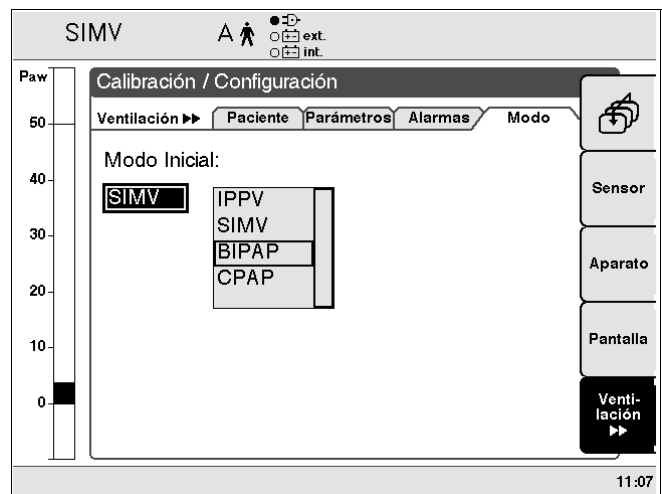 SIMV A ext.
int.
Paw
Calibración / Configuración
Ventilación Paciente Parámetros Alarmas Modo
50
Modo Inicial:
40
SIMV IPPV
SIMV
BIPAP
CPAP
30
20
10
0
Sensor
Aparato
Pantalla
Venti-
lación
11:07